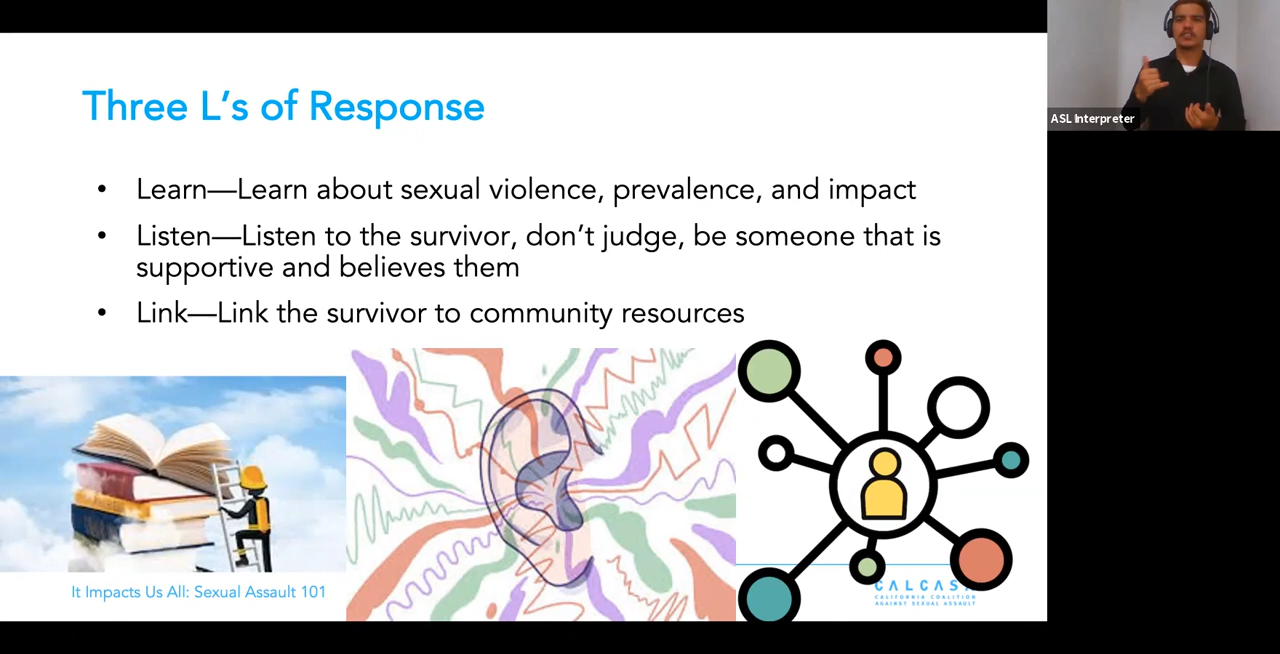 Three L’s of Response
• Learn—Learn about sexual violence, prevalence, and impact
• Listen—Listen to the survivor, don’t judge, be someone that is
supportive and believes them
• Link—Link the survivor to community resources
It Impacts Us All: Sexual Assault 101
CALCASA
CALIFORNIA COALITION
AGAINST SEXUAL ASSAULT
ASL Interpreter